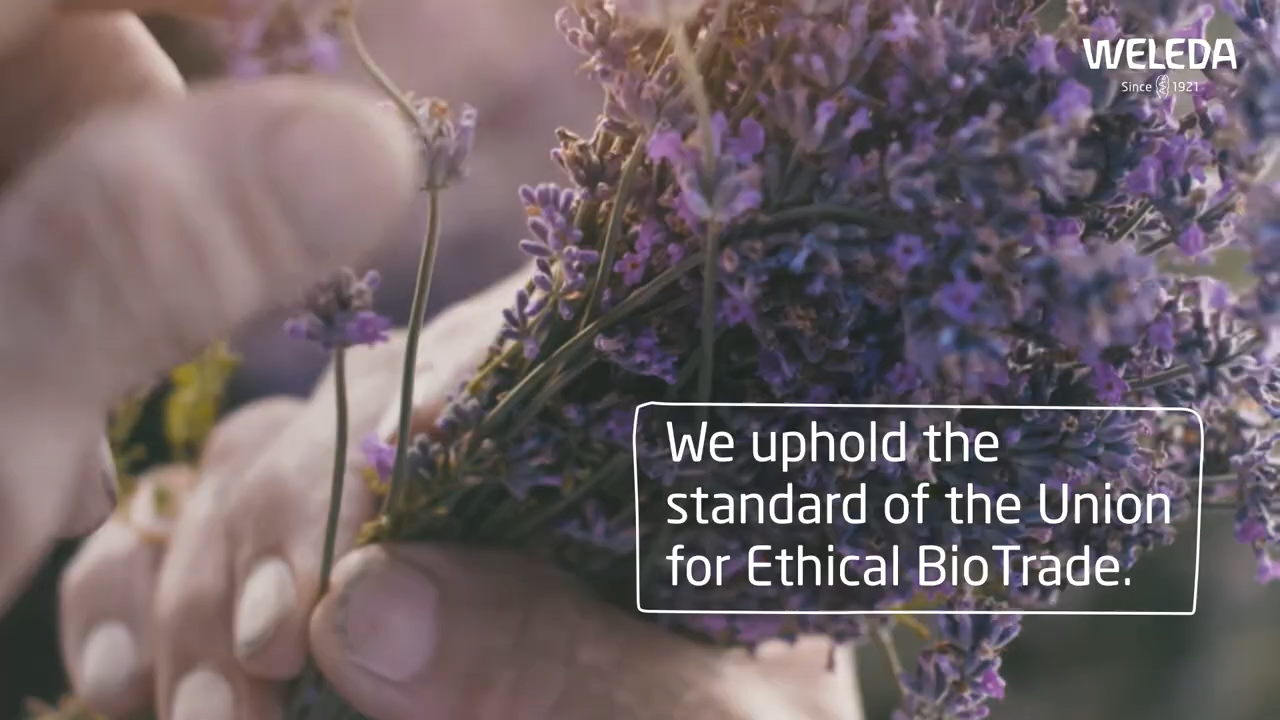 WELEDA
Since 1921
We uphold the
standard of the Union
for Ethical BioTrade.